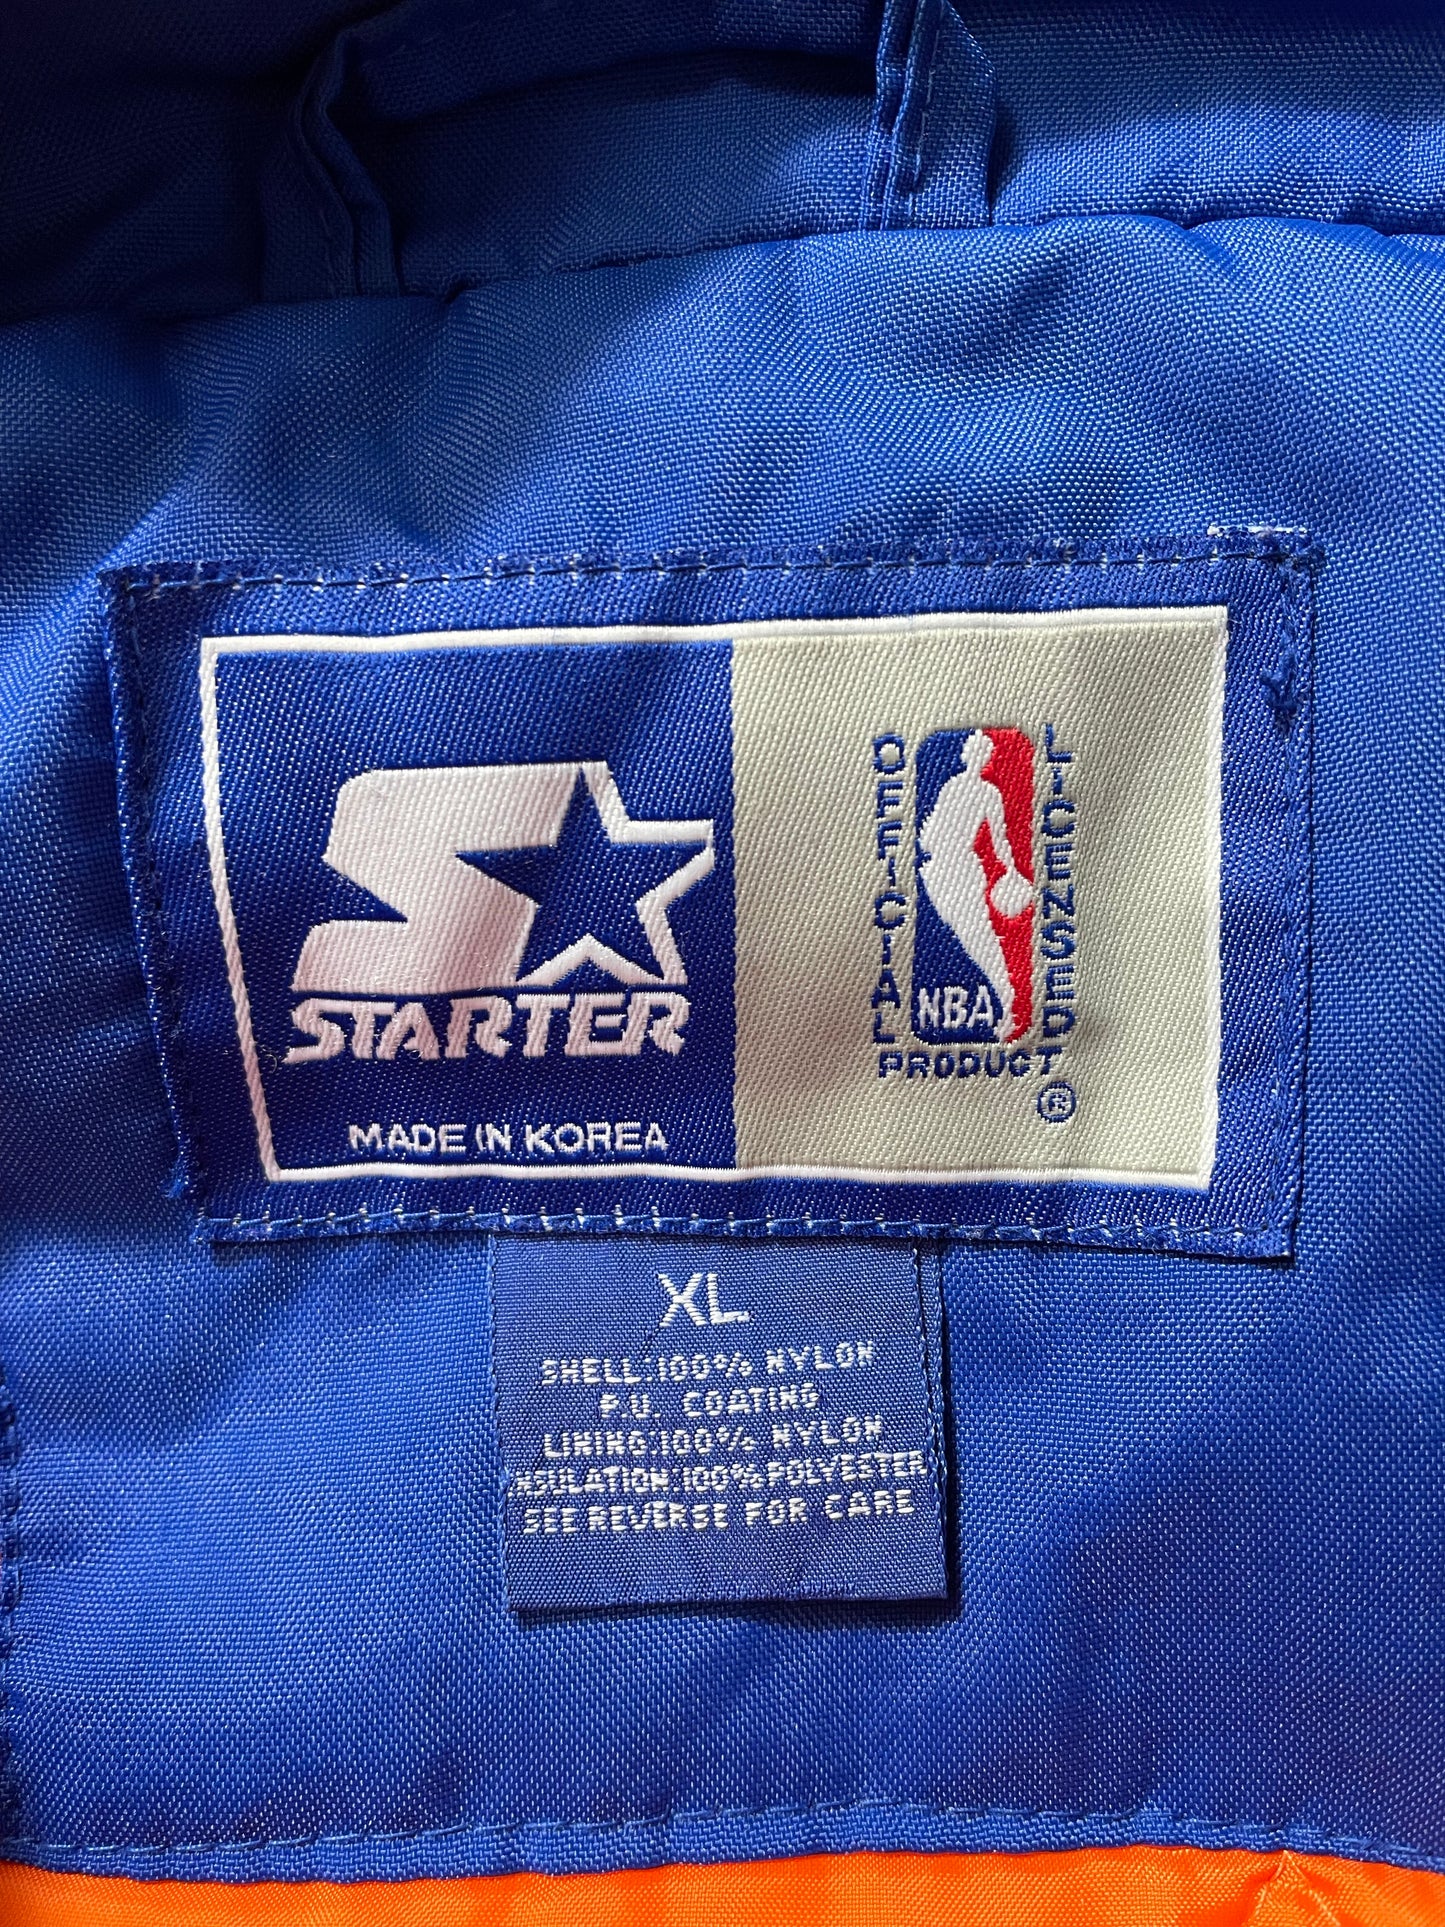 STARTER
MADE IN KOREA
OFFICIAL
LICENSED
NBA
PRODUCT ®
XL
SHELL:100% NYLON
P.U. COATING
LINING:100% NYLON
INSULATION:100% POLYESTER
SEE REVERSE FOR CARE